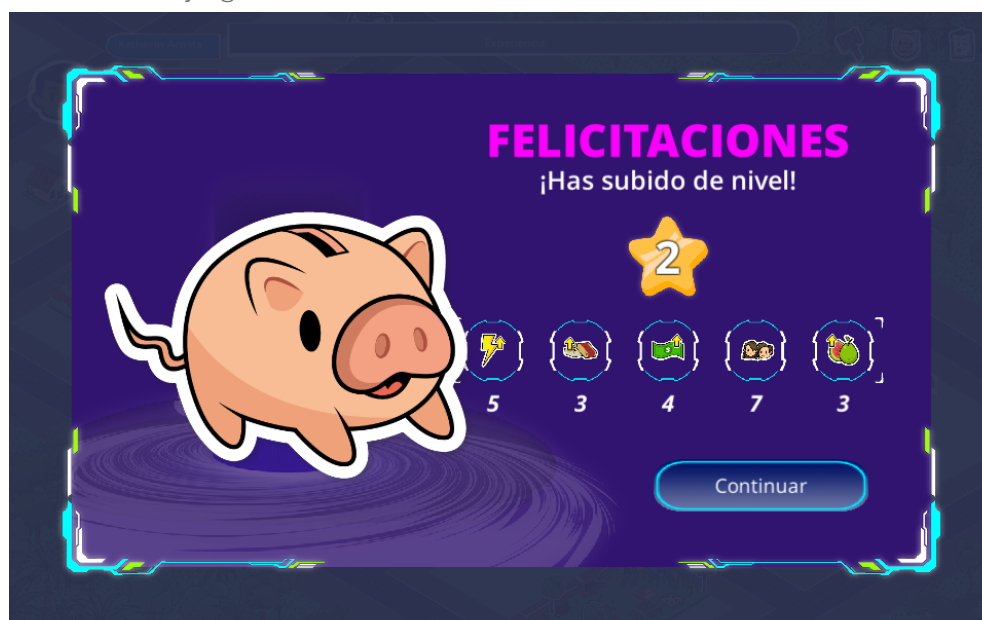 FELICITACIONES
¡Has subido de nivel!
2
5 3 4 7 3
Continuar